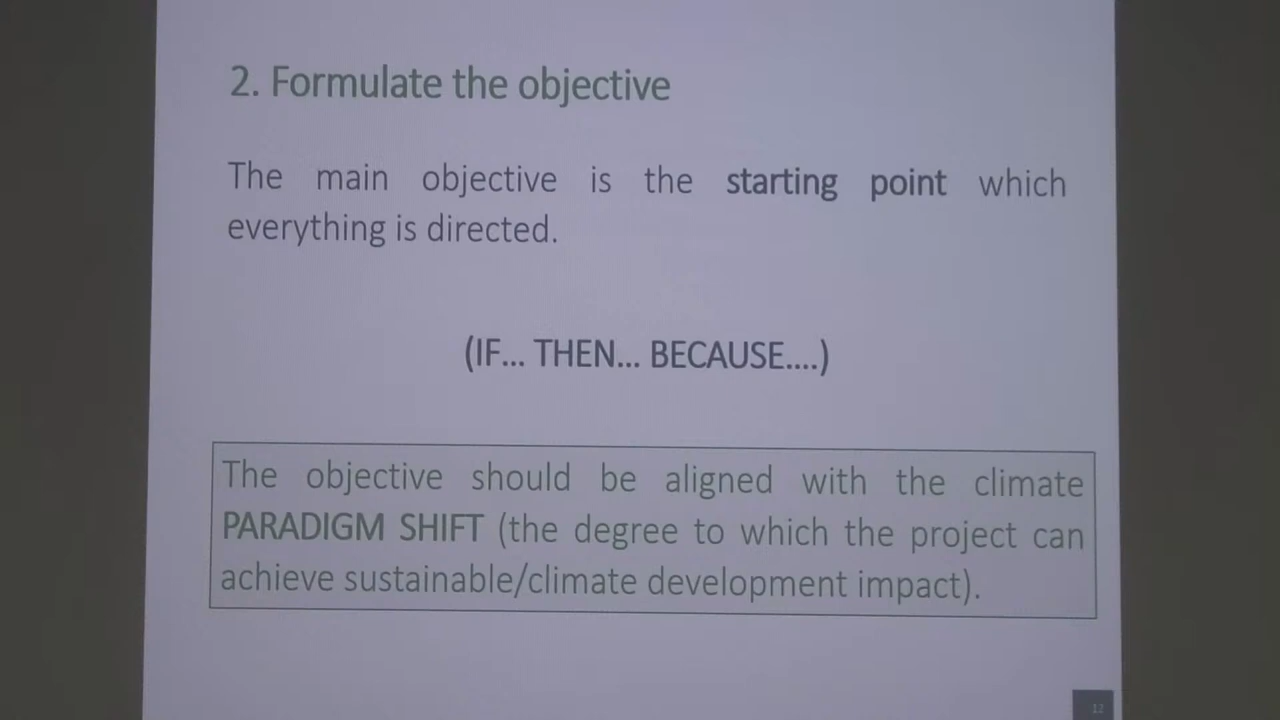 2. Formulate the objective
The main objective is the starting point which
everything is directed.
(IF... THEN... BECAUSE....)
The objective should be aligned with the climate
PARADIGM SHIFT (the degree to which the project can
achieve sustainable/climate development impact).
12